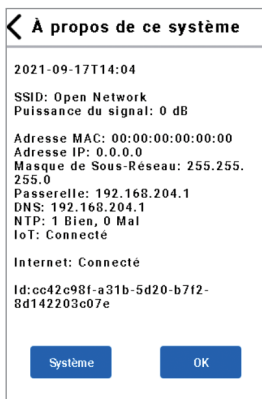 À propos de ce système
2021-09-17T14:04
SSID: Open Network
Puissance du signal: 0 dB
Adresse MAC: 00:00:00:00:00:00
Adresse IP: 0.0.0.0
Masque de Sous-Réseau: 255.255.
255.0
Passerelle: 192.168.204.1
DNS: 192.168.204.1
NTP: 1 Bien, 0 Mal
IoT: Connecté
Internet: Connecté
Id:cc42c98f-a31b-5d20-b7f2-
8d142203c07e
Système
OK